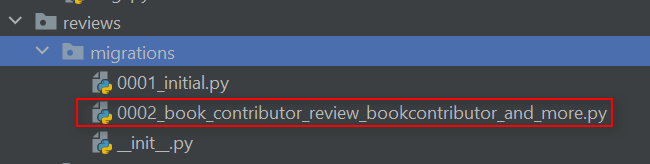 reviews
migrations
0001_initial.py
0002_book_contributor_review_bookcontributor_and_more.py
__init__.py